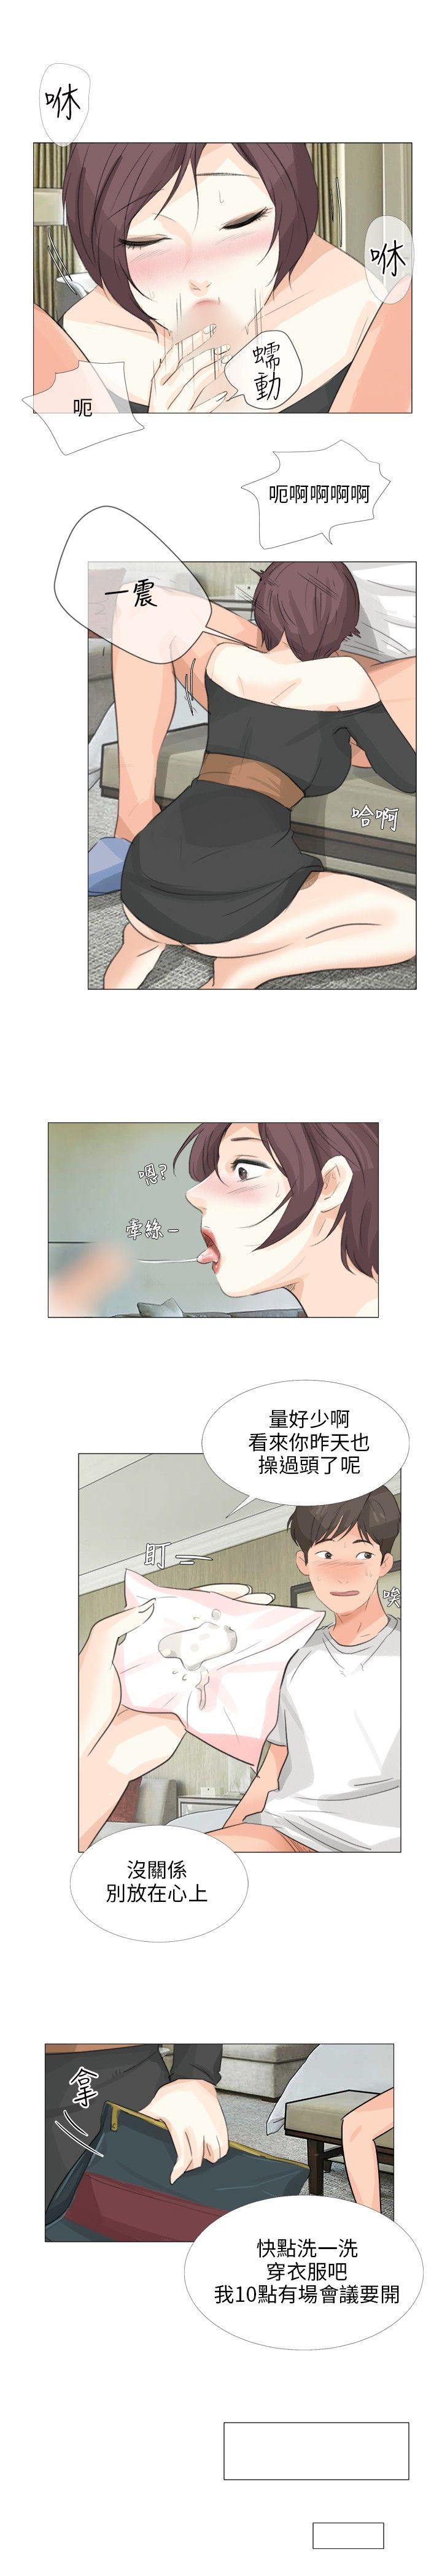 咻
咻
蠕
動
呃
呃啊啊啊啊
一震
哈啊
嗯?
牽絲–
量好少啊
看來你昨天也
操過頭了呢
盯
唉
沒關係
別放在心上
拿
快點洗一洗
穿衣服吧
我10點有場會議要開